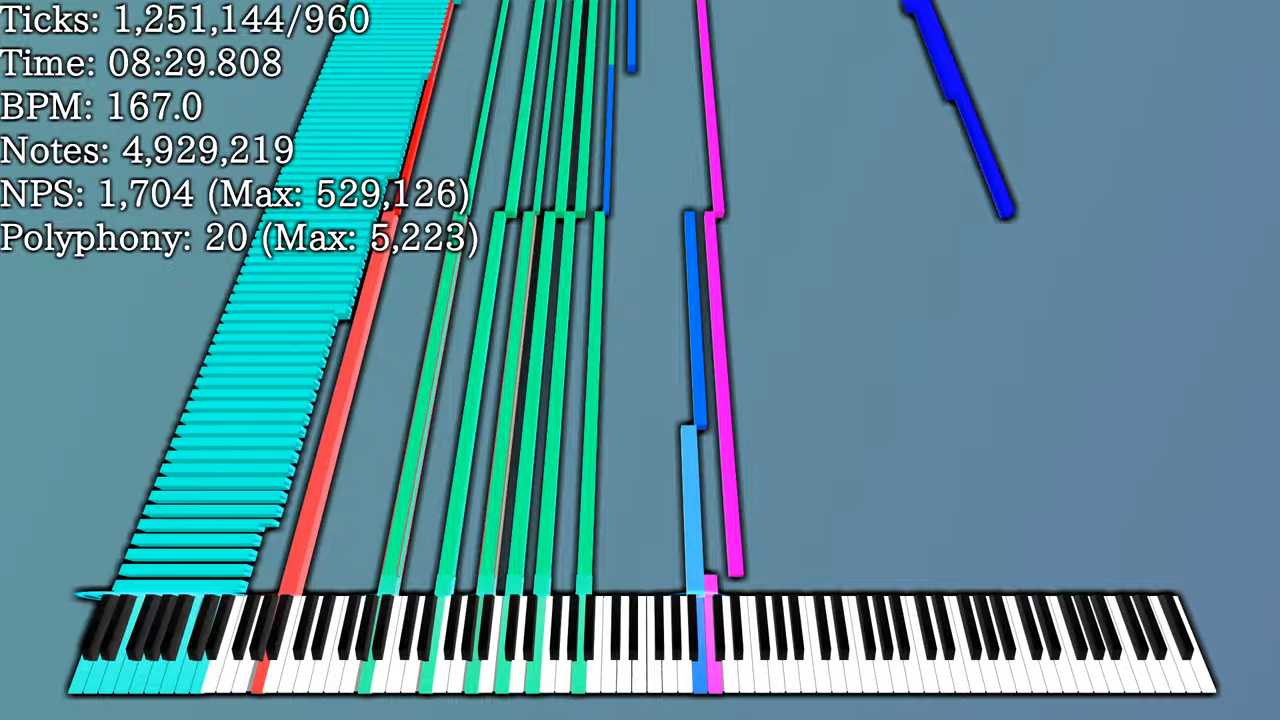 Ticks: 1,251,144/960
Time: 08:29.808
BPM: 167.0
Notes: 4,929,219
NPS: 1,704 (Max: 529,126)
Polyphony: 20 (Max: 5,223)